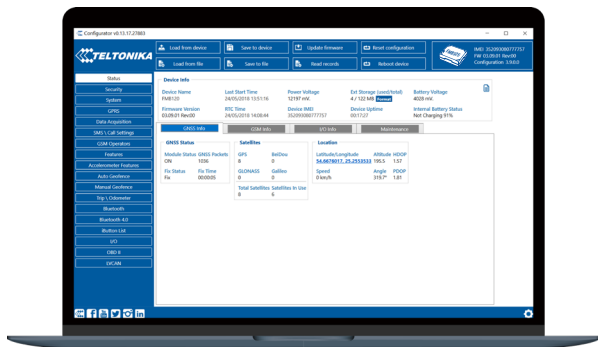 Configurator v0.13.17.27883
TELTONIKA
Load from device
Save to device
Update firmware
Reset configuration
Load from file
Save to file
Read records
Reboot device
IMEI 352093080777757
FW 03.09.01 Rev:00
Configuration 3.9.0.0
Status
Security
System
GPRS
Data Acquisition
SMS \ Call Settings
GSM Operators
Features
Accelerometer Features
Auto Geofence
Manual Geofence
Trip \ Odometer
Bluetooth
Bluetooth 4.0
iButton List
I/O
OBD II
LVCAN
Device Info
Device Name Last Start Time Power Voltage Ext Storage (used/total) Battery Voltage
FMB120 24/05/2018 13:51:16 12197 mV. 4 / 122 MB Format 4028 mV.
Firmware Version RTC Time Device IMEI Device Uptime Internal Battery Status
03.09.01 Rev:00 24/05/2018 14:08:44 352093080777757 00:17:27 Not Charging 91%
GNSS Info GSM Info I/O Info Maintenance
GNSS Status Satellites Location
Module Status GNSS Packets GPS BeiDou Latitude/Longitude Altitude HDOP
ON 1036 8 0 54.6676017, 25.2553533 195.5 1.57
Fix Status Fix Time GLONASS Galileo Speed Angle PDOP
Fix 00:00:05 0 0 0 km/h 319.7° 1.81
Total Satellites Satellites In Use
8 6